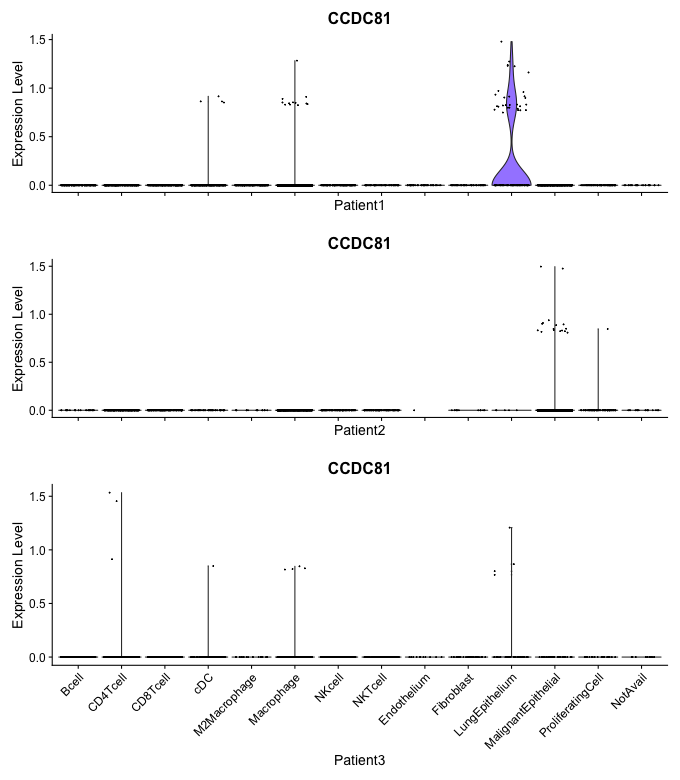 CCDC81
Expression Level
1.5
1.0
0.5
0.0
Patient1
CCDC81
Expression Level
1.5
1.0
0.5
0.0
Patient2
CCDC81
Expression Level
1.5
1.0
0.5
0.0
Bcell
CD4Tcell
CD8Tcell
cDC
M2Macrophage
Macrophage
NKcell
NKTcell
Endothelium
Fibroblast
LungEpithelium
MalignantEpithelial
ProliferatingCell
NotAvail
Patient3